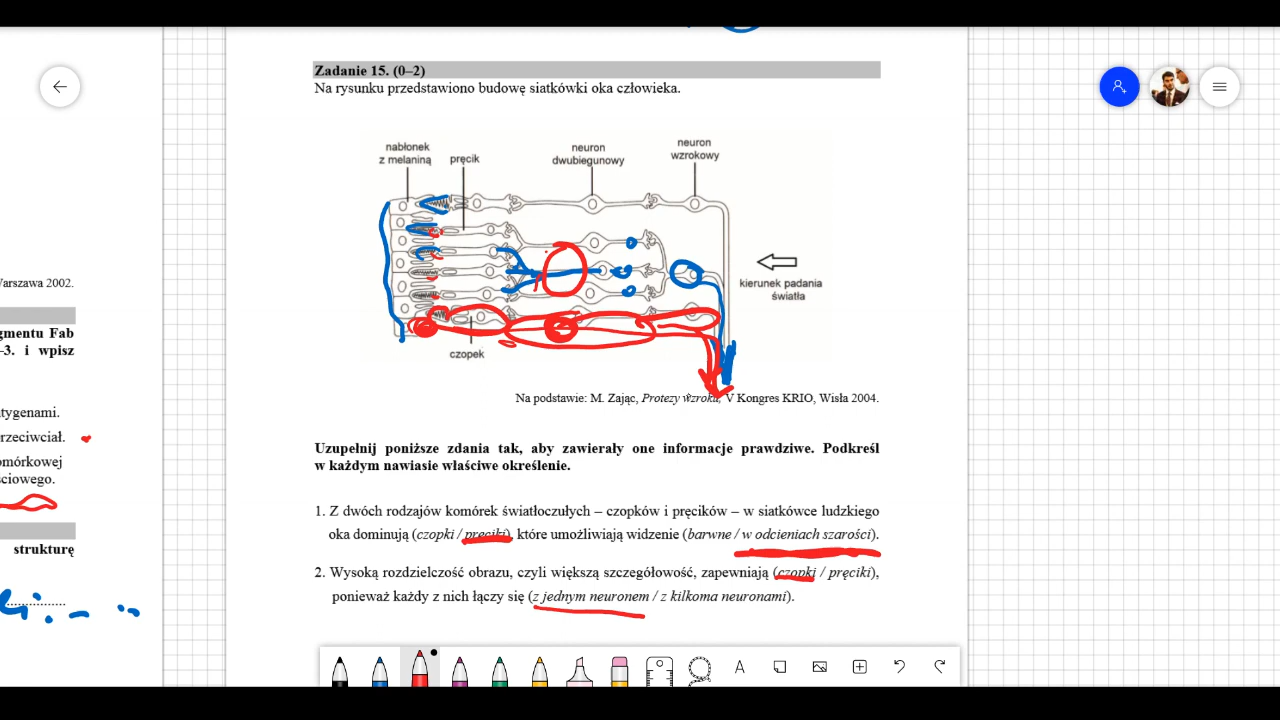 Zadanie 15. (0–2)
Na rysunku przedstawiono budowę siatkówki oka człowieka.
nabłonek
z melaniną
pręcik
neuron
dwubiegunowy
neuron
wzrokowy
kierunek padania
światła
czopek
Na podstawie: M. Zając, Protezy wzroku, V Kongres KRIO, Wisła 2004.
Uzupełnij poniższe zdania tak, aby zawierały one informacje prawdziwe. Podkreśl
w każdym nawiasie właściwe określenie.
1. Z dwóch rodzajów komórek światłoczułych – czopków i pręcików – w siatkówce ludzkiego
oka dominują (czopki / pręciki), które umożliwiają widzenie (barwne / w odcieniach szarości).
2. Wysoką rozdzielczość obrazu, czyli większą szczegółowość, zapewniają (czopki / pręciki),
ponieważ każdy z nich łączy się (z jednym neuronem / z kilkoma neuronami).
Warszawa 2002.
gmentu Fab
–3. i wpisz
tygenami.
rzeciwciał.
omórkowej
ściowego.
strukturę
A